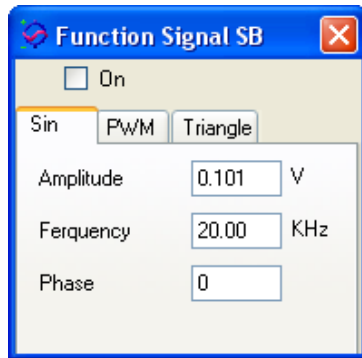 Function Signal SB
On
Sin PWM Triangle
Amplitude 0.101 V
Ferquency 20.00 KHz
Phase 0